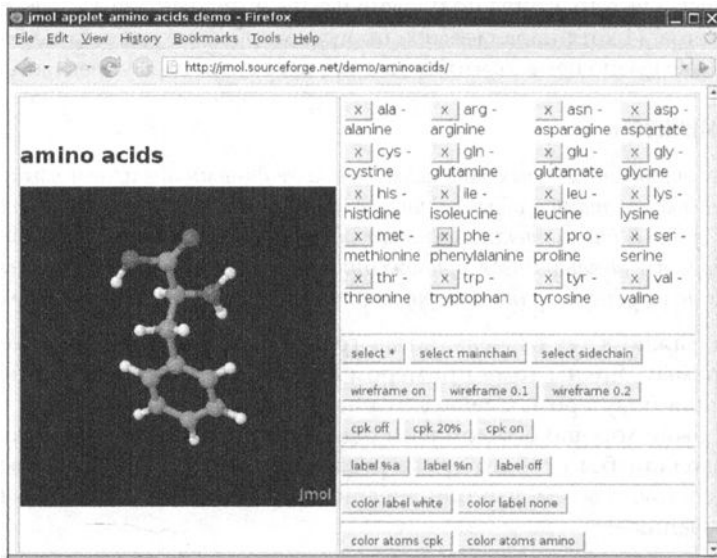 jmol applet amino acids demo - Firefox
File Edit View History Bookmarks Tools Help
http://jmol.sourceforge.net/demo/aminoacids/
amino acids
Jmol
x ala - x arg - x asn - x asp -
alanine arginine asparagine aspartate
x cys - x gln - x glu - x gly -
cystine glutamine glutamate glycine
x his - x ile - x leu - x lys -
histidine isoleucine leucine lysine
x met - x phe - x pro - x ser -
methionine phenylalanine proline serine
x thr - x trp - x tyr - x val -
threonine tryptophan tyrosine valine
select * select mainchain select sidechain
wireframe on wireframe 0.1 wireframe 0.2
cpk off cpk 20% cpk on
label %a label %n label off
color label white color label none
color atoms cpk color atoms amino